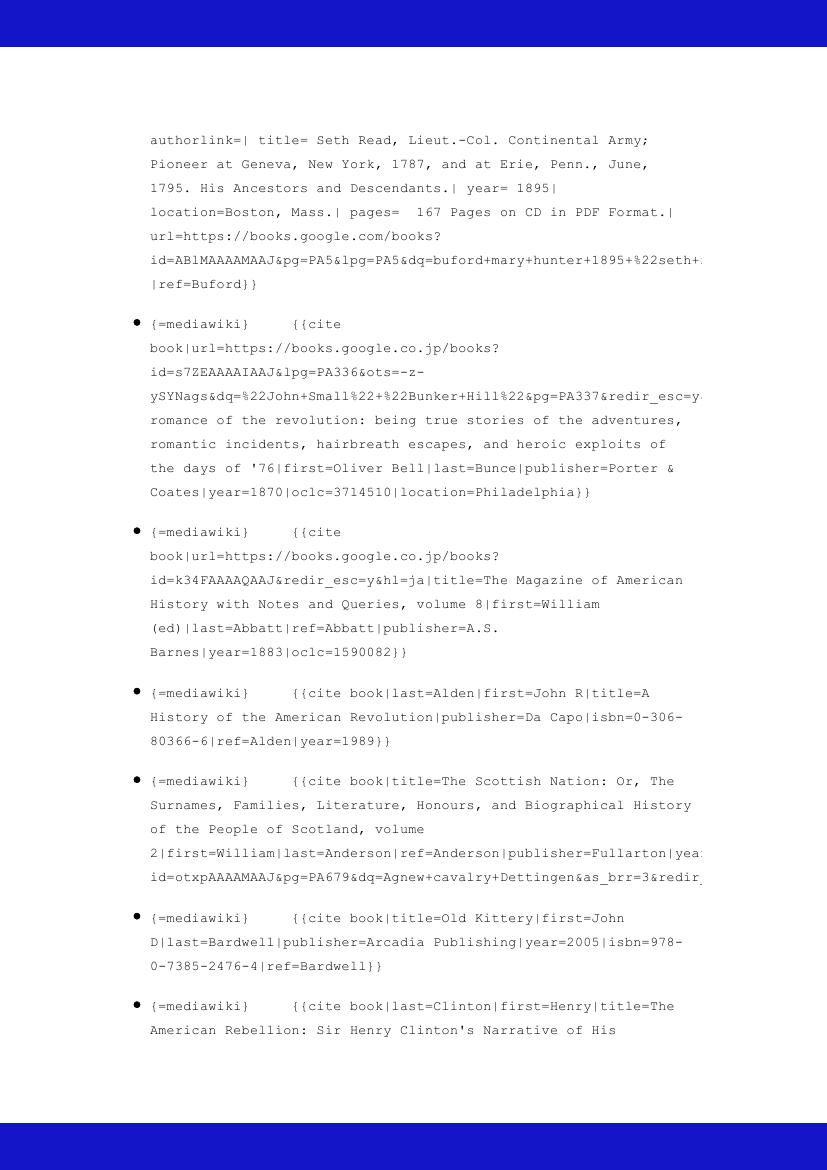 authorlink=| title= Seth Read, Lieut.-Col. Continental Army;
Pioneer at Geneva, New York, 1787, and at Erie, Penn., June,
1795. His Ancestors and Descendants.| year= 1895|
location=Boston, Mass.| pages=  167 Pages on CD in PDF Format.|
url=https://books.google.com/books?
id=ABlMAAAAMAAJ&pg=PA5&lpg=PA5&dq=buford+mary+hunter+1895+%22seth+
|ref=Buford}}
• {=mediawiki}     {{cite
book|url=https://books.google.co.jp/books?
id=s7ZEAAAAIAAJ&lpg=PA336&ots=-z-
ySYNags&dq=%22John+Small%22+%22Bunker+Hill%22&pg=PA337&redir_esc=y
romance of the revolution: being true stories of the adventures,
romantic incidents, hairbreath escapes, and heroic exploits of
the days of '76|first=Oliver Bell|last=Bunce|publisher=Porter &
Coates|year=1870|oclc=3714510|location=Philadelphia}}
• {=mediawiki}     {{cite
book|url=https://books.google.co.jp/books?
id=k34FAAAAQAAJ&redir_esc=y&hl=ja|title=The Magazine of American
History with Notes and Queries, volume 8|first=William
(ed)|last=Abbatt|ref=Abbatt|publisher=A.S.
Barnes|year=1883|oclc=1590082}}
• {=mediawiki}     {{cite book|last=Alden|first=John R|title=A
History of the American Revolution|publisher=Da Capo|isbn=0-306-
80366-6|ref=Alden|year=1989}}
• {=mediawiki}     {{cite book|title=The Scottish Nation: Or, The
Surnames, Families, Literature, Honours, and Biographical History
of the People of Scotland, volume
2|first=William|last=Anderson|ref=Anderson|publisher=Fullarton|yea
id=otxpAAAAMAAJ&pg=PA679&dq=Agnew+cavalry+Dettingen&as_brr=3&redir_
• {=mediawiki}     {{cite book|title=Old Kittery|first=John
D|last=Bardwell|publisher=Arcadia Publishing|year=2005|isbn=978-
0-7385-2476-4|ref=Bardwell}}
• {=mediawiki}     {{cite book|last=Clinton|first=Henry|title=The
American Rebellion: Sir Henry Clinton's Narrative of His